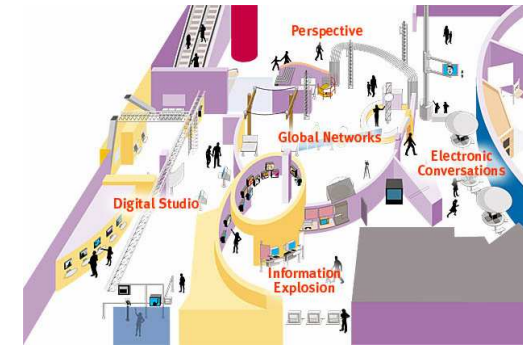 Perspective
Global Networks
Electronic
Conversations
Digital Studio
Information
Explosion